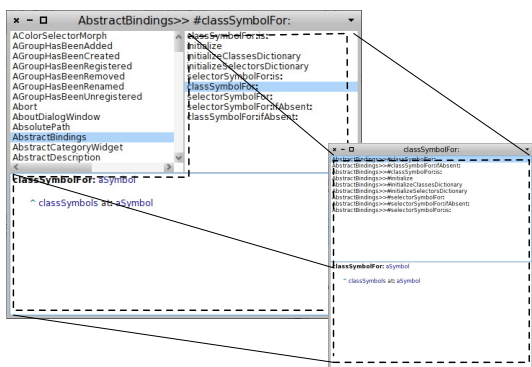 AbstractBindings>> #classSymbolFor:
AColorSelectorMorph
AGroupHasBeenAdded
AGroupHasBeenCreated
AGroupHasBeenRegistered
AGroupHasBeenRemoved
AGroupHasBeenRenamed
AGroupHasBeenUnregistered
Abort
AboutDialogWindow
AbsolutePath
AbstractBindings
AbstractCategoryWidget
AbstractDescription
classSymbolFor:is:
initialize
initializeClassesDictionary
initializeSelectorsDictionary
selectorSymbolFor:is:
classSymbolFor:
selectorSymbolFor:
selectorSymbolFor:ifAbsent:
classSymbolFor:ifAbsent:
classSymbolFor: aSymbol
^ classSymbols at: aSymbol
classSymbolFor:
AbstractBindings>>#classSymbolFor:
AbstractBindings>>#classSymbolFor:ifAbsent:
AbstractBindings>>#classSymbolFor:is:
AbstractBindings>>#initialize
AbstractBindings>>#initializeClassesDictionary
AbstractBindings>>#initializeSelectorsDictionary
AbstractBindings>>#selectorSymbolFor:
AbstractBindings>>#selectorSymbolFor:ifAbsent:
AbstractBindings>>#selectorSymbolFor:is:
classSymbolFor: aSymbol
^ classSymbols at: aSymbol